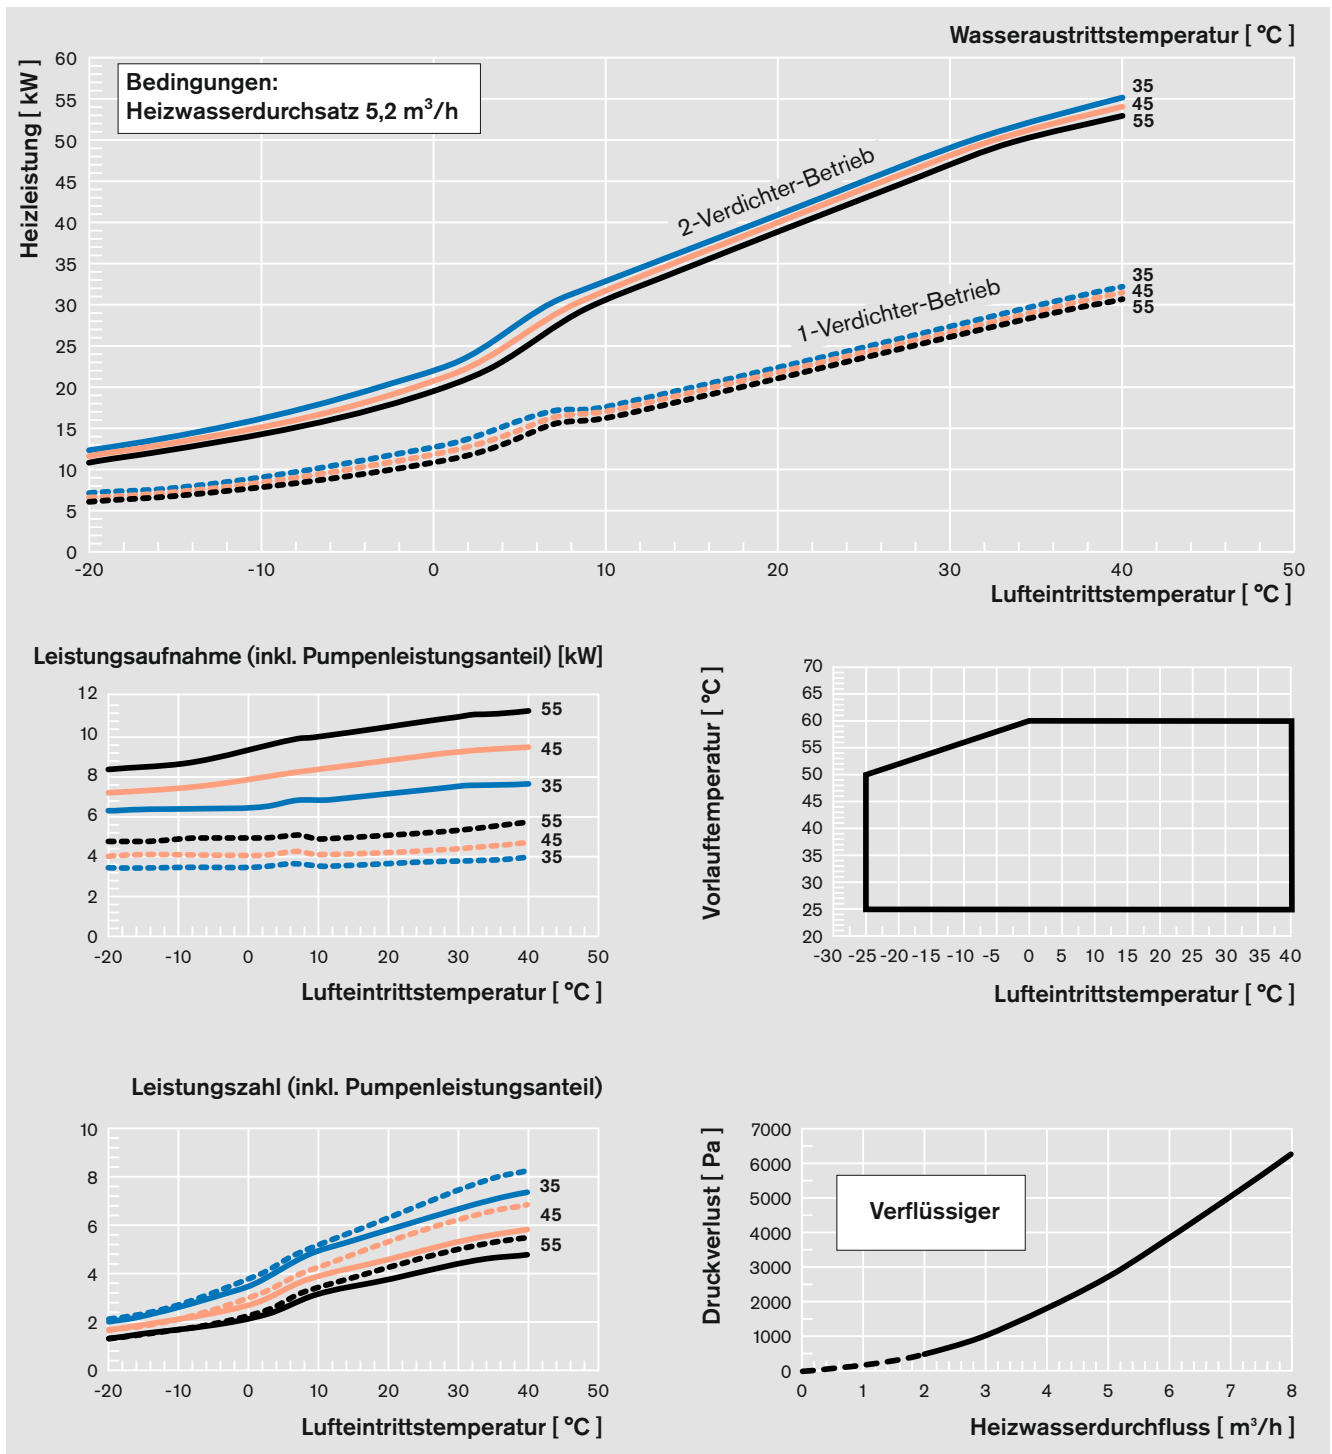 Wasseraustrittstemperatur [ °C ]
Heizleistung [ kW ]
60
55
50
45
40
35
30
25
20
15
10
5
0
Bedingungen:
Heizwasserdurchsatz 5,2 m³/h
2-Verdichter-Betrieb
35
45
55
1-Verdichter-Betrieb
35
45
55
-20 -10 0 10 20 30 40 50
Lufteintrittstemperatur [ °C ]
Leistungsaufnahme (inkl. Pumpenleistungsanteil) [kW]
12
10
8
6
4
2
0
55
45
35
55
45
35
-20 -10 0 10 20 30 40 50
Lufteintrittstemperatur [ °C ]
Vorlauftemperatur [ °C ]
70
65
60
55
50
45
40
35
30
25
20
-30 -25 -20 -15 -10 -5 0 5 10 15 20 25 30 35 40
Lufteintrittstemperatur [ °C ]
Leistungszahl (inkl. Pumpenleistungsanteil)
10
8
6
4
2
0
35
45
55
-20 -10 0 10 20 30 40 50
Lufteintrittstemperatur [ °C ]
Druckverlust [ Pa ]
7000
6000
5000
4000
3000
2000
1000
0
Verflüssiger
0 1 2 3 4 5 6 7 8
Heizwasserdurchfluss [ m³/h ]